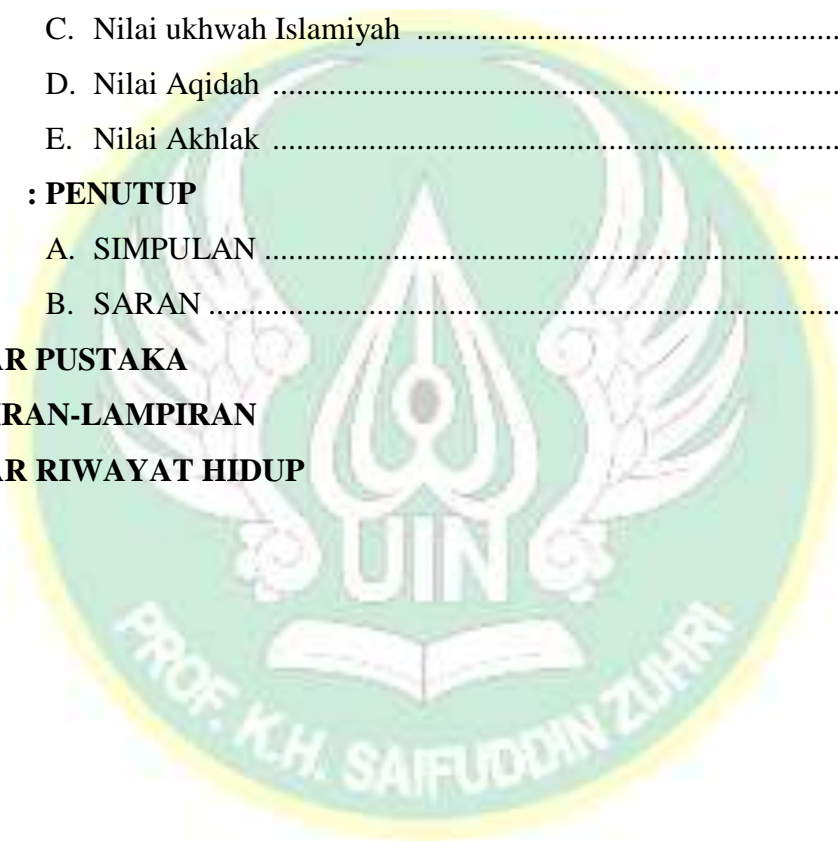 C. Nilai ukhwah Islamiyah ....................................................
D. Nilai Aqidah ........................................................................
E. Nilai Akhlak ........................................................................
: PENUTUP
A. SIMPULAN .........................................................................
B. SARAN ................................................................................
AR PUSTAKA
IRAN-LAMPIRAN
AR RIWAYAT HIDUP
UIN
PROF. K.H. SAIFUDDIN ZUHRI